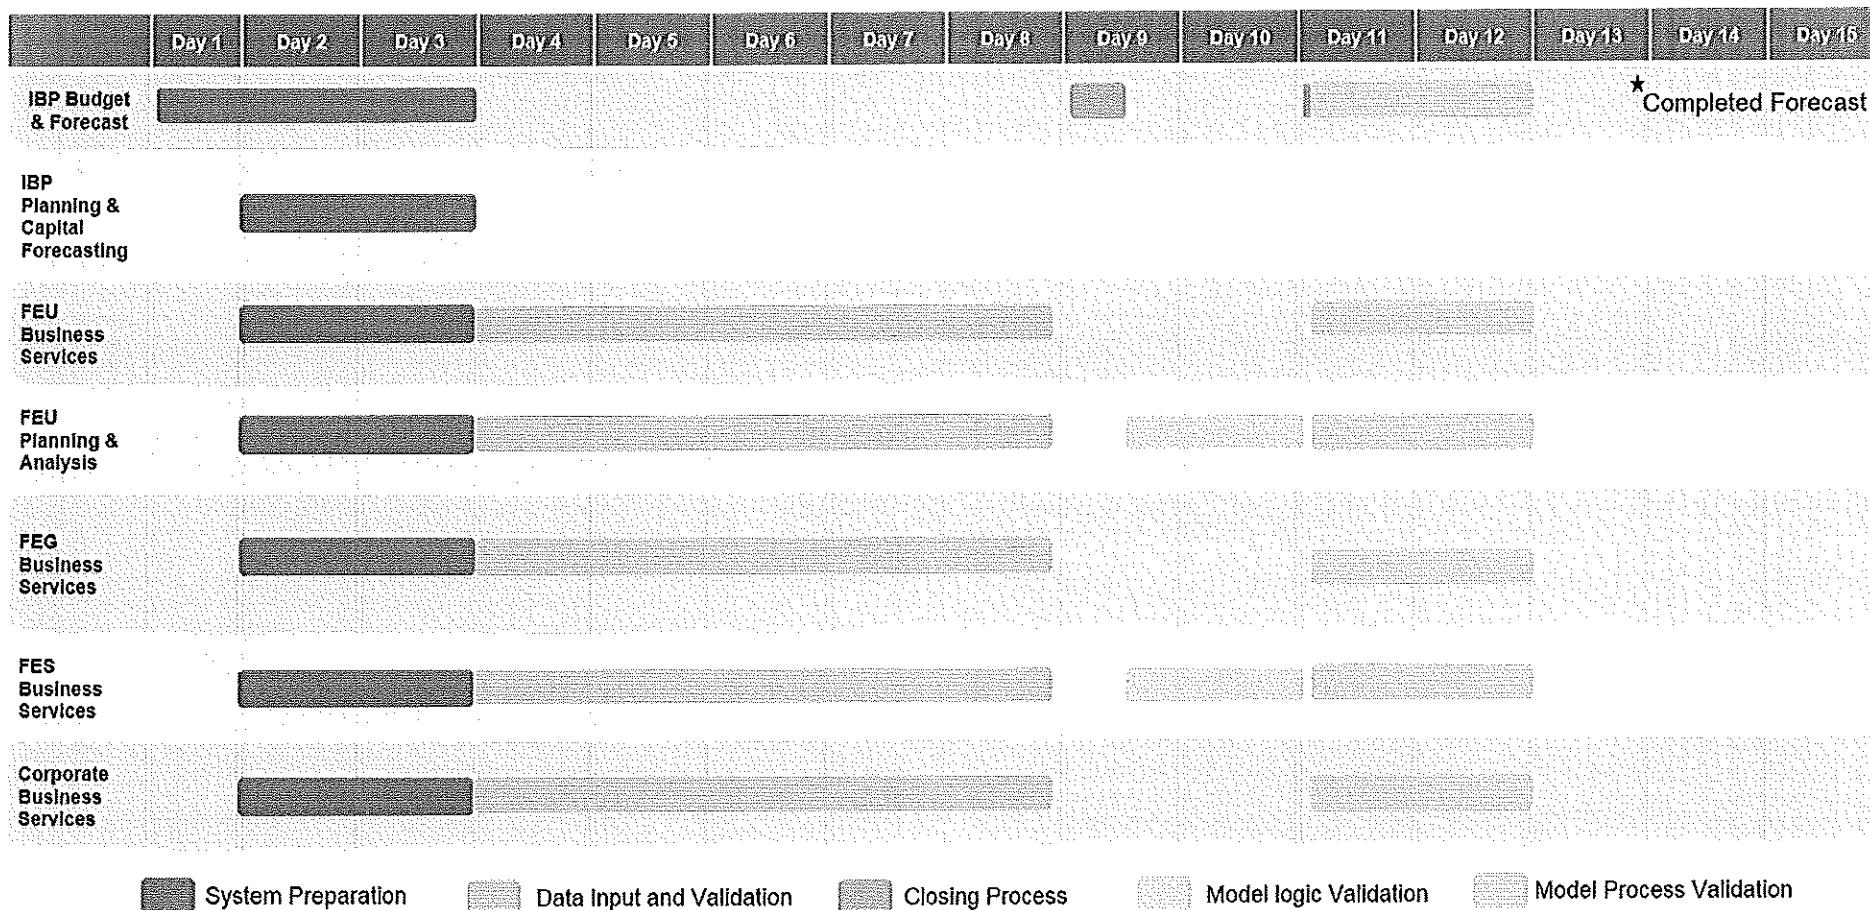 Day 1 Day 2 Day 3 Day 4 Day 5 Day 6 Day 7 Day 8 Day 9 Day 10 Day 11 Day 12 Day 13 Day 14 Day 15
IBP Budget
& Forecast
Completed Forecast
IBP
Planning &
Capital
Forecasting
FEU
Business
Services
FEU
Planning &
Analysis
FEG
Business
Services
FES
Business
Services
Corporate
Business
Services
System Preparation Data Input and Validation Closing Process Model logic Validation Model Process Validation